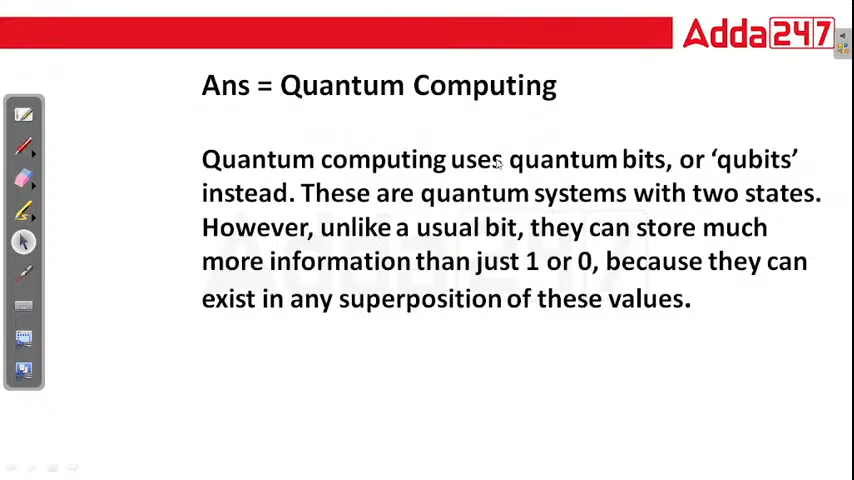 Adda247
Ans = Quantum Computing
Quantum computing uses quantum bits, or ‘qubits’
instead. These are quantum systems with two states.
However, unlike a usual bit, they can store much
more information than just 1 or 0, because they can
exist in any superposition of these values.
Adda247